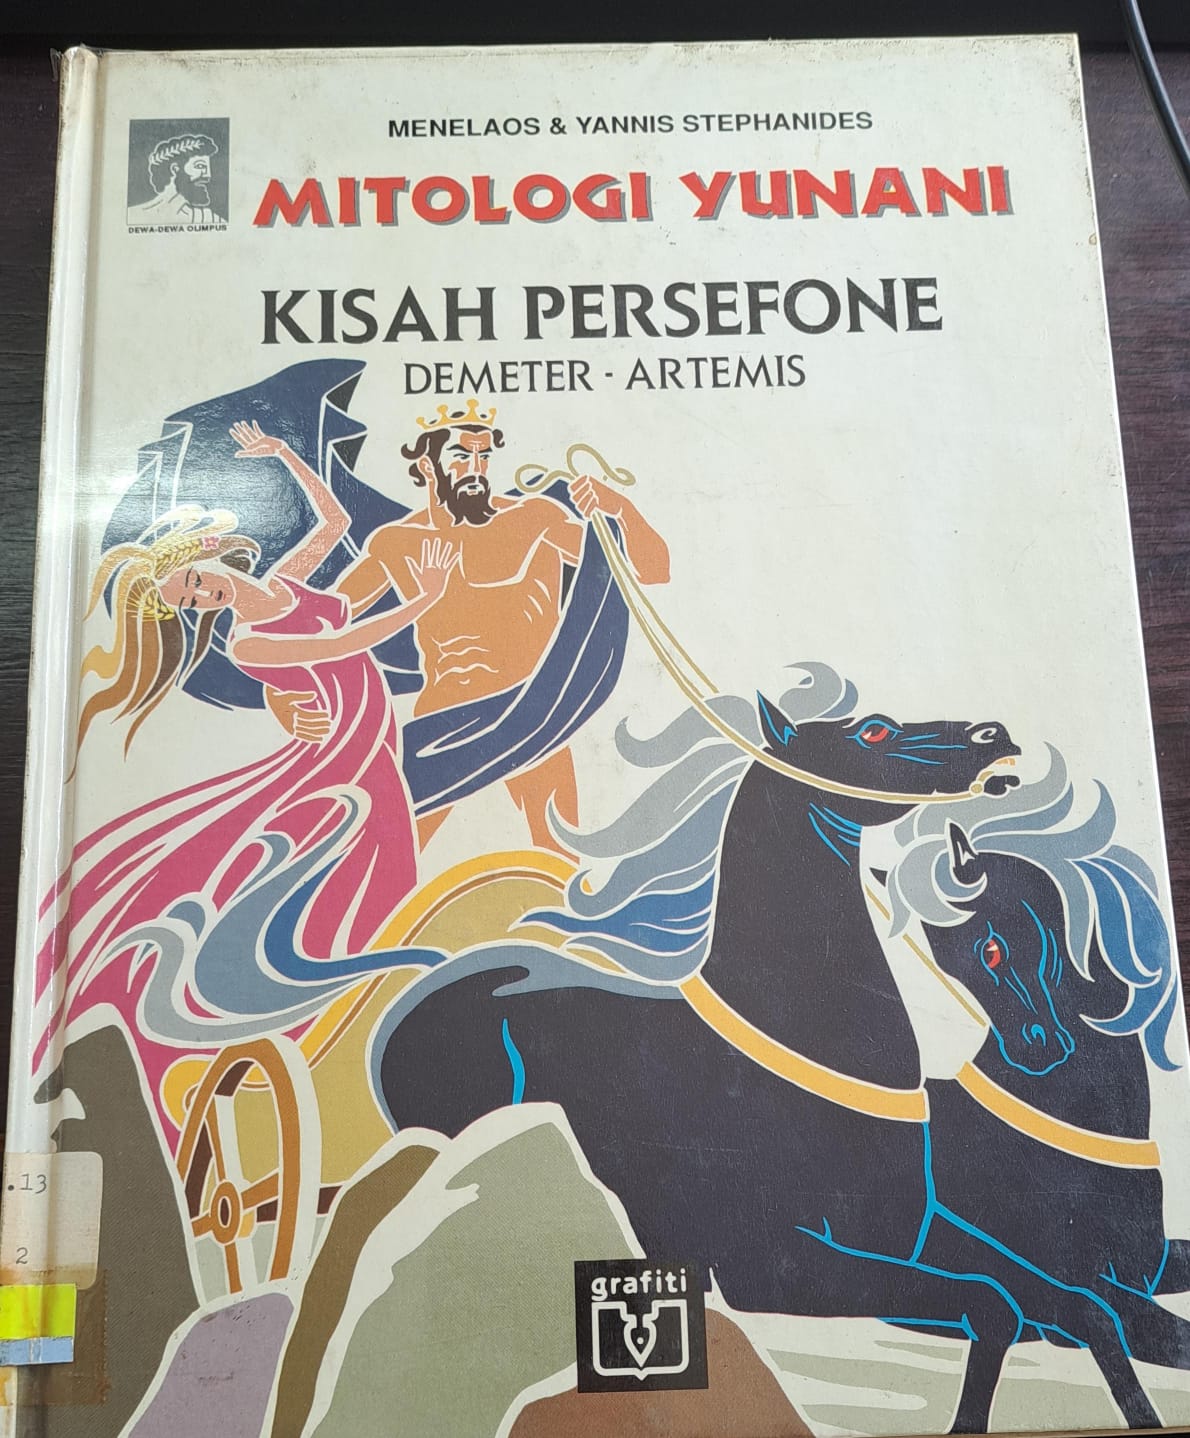 MENELAOS & YANNIS STEPHANIDES
MITOLOGI YUNANI
DEWA-DEWA OLIMPUS
KISAH PERSEFONE
DEMETER - ARTEMIS
.13
2
grafiti